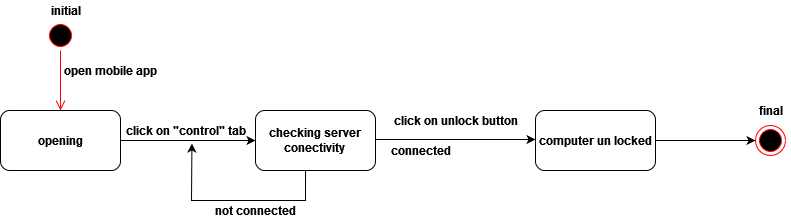 initial
open mobile app
opening
click on "control" tab
checking server
conectivity
not connected
click on unlock button
connected
computer un locked
final